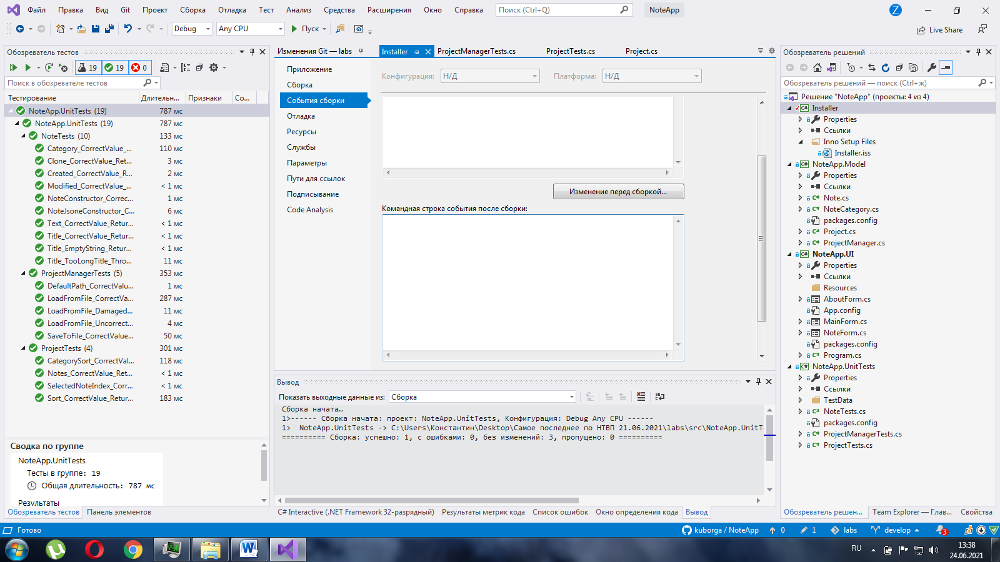 Файл Правка Вид Git Проект Сборка Отладка Тест Анализ Средства Расширения Окно Справка Поиск (Ctrl+Q) NoteApp Z
Debug Any CPU Пуск Live Share
Обозреватель тестов
19 19 0
Поиск в обозревателе тестов
Тестирование Длительн... Признаки Со...
NoteApp.UnitTests (19) 787 мс
NoteApp.UnitTests (19) 787 мс
NoteTests (10) 133 мс
Category_CorrectValue_... 110 мс
Clone_CorrectValue_Ret... 3 мс
Created_CorrectValue_R... 2 мс
Modified_CorrectValue_... < 1 мс
NoteConstructor_Correc... 1 мс
NoteJsoneConstructor_C... 6 мс
Text_CorrectValue_Retur... < 1 мс
Title_CorrectValue_Retur... < 1 мс
Title_EmptyString_Retur... < 1 мс
Title_TooLongTitle_Thro... 11 мс
ProjectManagerTests (5) 353 мс
DefaultPath_CorrectValu... 1 мс
LoadFromFile_CorrectVa... 287 мс
LoadFromFile_Damaged... 11 мс
LoadFromFile_Uncorrect... 4 мс
SaveToFile_CorrectValue... 50 мс
ProjectTests (4) 301 мс
CategorySort_CorrectVal... 118 мс
Notes_CorrectValue_Ret... < 1 мс
SelectedNoteIndex_Corr... < 1 мс
Sort_CorrectValue_Retur... 183 мс
Сводка по группе
NoteApp.UnitTests
Тесты в группе: 19
Общая длительность: 787 мс
Результаты
Обозреватель тестов Панель элементов
Изменения Git — labs Installer ProjectManagerTests.cs ProjectTests.cs Project.cs
Приложение
Сборка
События сборки
Отладка
Ресурсы
Службы
Параметры
Пути для ссылок
Подписывание
Code Analysis
Конфигурация: Н/Д Платформа: Н/Д
Изменение перед сборкой...
Командная строка события после сборки:
Вывод
Показать выходные данные из: Сборка
Сборка начата…
1>------ Сборка начата: проект: NoteApp.UnitTests, Конфигурация: Debug Any CPU ------
1>  NoteApp.UnitTests -> C:\Users\Константин\Desktop\Самое последнее по НТВП 21.06.2021\labs\src\NoteApp.UnitT
========== Сборка: успешно: 1, с ошибками: 0, без изменений: 3, пропущено: 0 ==========
C# Interactive (.NET Framework 32-разрядный) Результаты метрик кода Список ошибок Окно определения кода Вывод
Обозреватель решений
Обозреватель решений — поиск (Ctrl+ж)
Решение "NoteApp" (проекты: 4 из 4)
Installer
Properties
Ссылки
Inno Setup Files
Installer.iss
NoteApp.Model
Properties
Ссылки
Note.cs
NoteCategory.cs
packages.config
Project.cs
ProjectManager.cs
NoteApp.UI
Properties
Ссылки
Resources
AboutForm.cs
App.config
MainForm.cs
NoteForm.cs
packages.config
Program.cs
NoteApp.UnitTests
Properties
Ссылки
TestData
NoteTests.cs
packages.config
ProjectManagerTests.cs
ProjectTests.cs
Обозреватель решен... Team Explorer — Глав... Свойства
Готово kuborga / NoteApp 0 1 labs develop 3
RU 13:38
24.06.2021